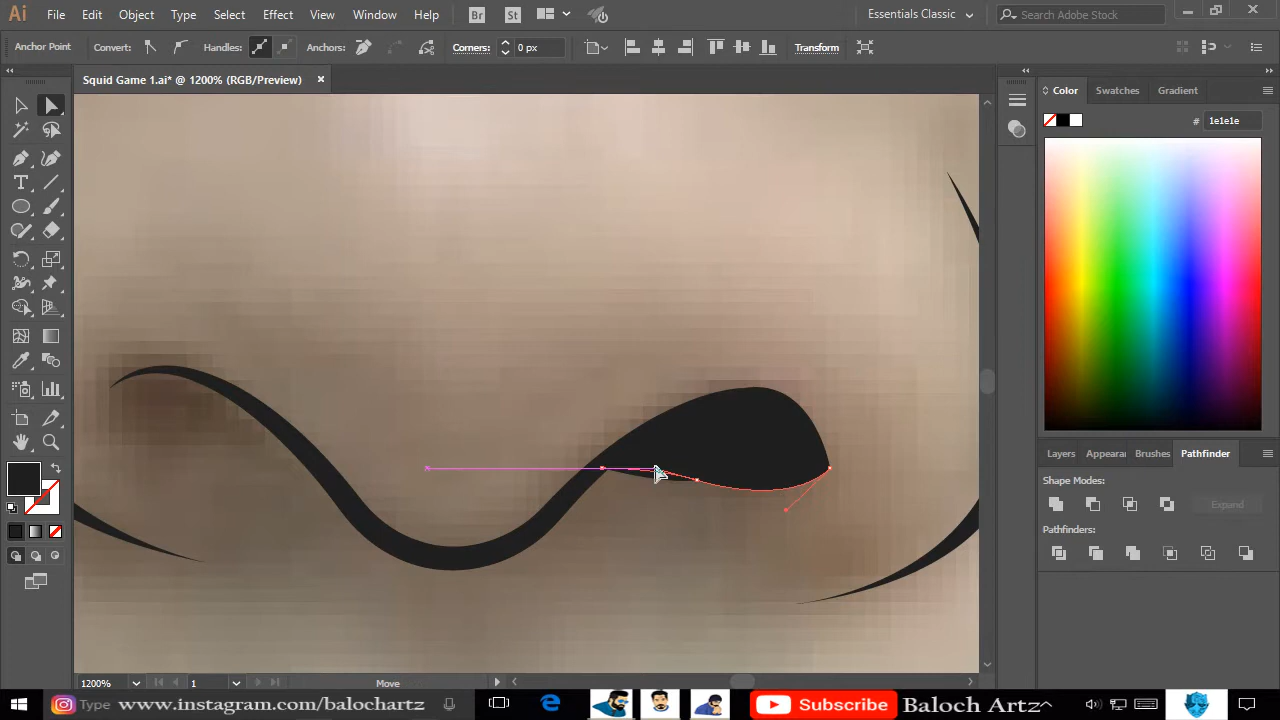 Ai File Edit Object Type Select Effect View Window Help Br St Essentials Classic Search Adobe Stock
Anchor Point Convert: Handles: Anchors: Corners: 0 px Transform
Squid Game 1.ai* @ 1200% (RGB/Preview) ×
Color Swatches Gradient
# 1e1e1e
Layers Appearan Brushes Pathfinder
Shape Modes:
Expand
Pathfinders:
1200% 1 Move
Type www.instagram.com/balochartz Subscribe Baloch Artz